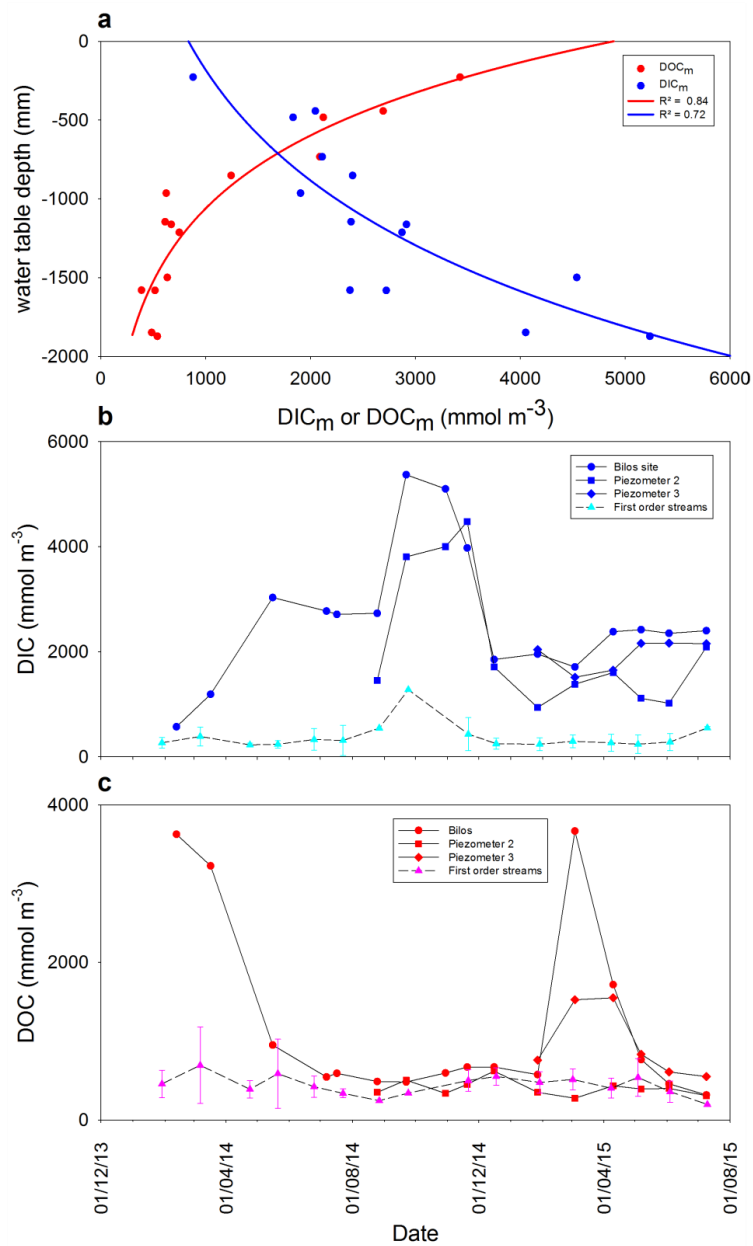 a
0
-500
-1000
-1500
-2000
water table depth (mm)
DOCm
DICm
R² = 0.84
R² = 0.72
0 1000 2000 3000 4000 5000 6000
DICm or DOCm (mmol m-3)
b
6000
4000
2000
0
DIC (mmol m-3)
Bilos site
Piezometer 2
Piezometer 3
First order streams
c
4000
2000
0
DOC (mmol m-3)
Bilos
Piezometer 2
Piezometer 3
First order streams
01/12/13 01/04/14 01/08/14 01/12/14 01/04/15 01/08/15
Date